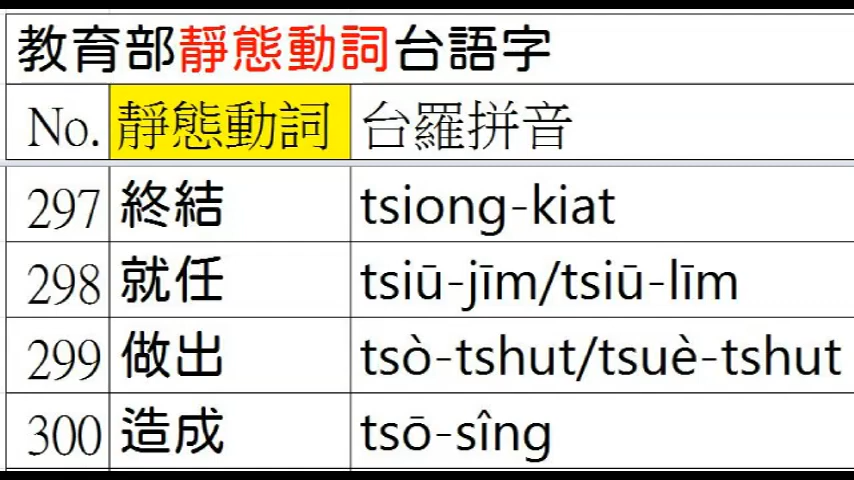 教育部靜態動詞台語字
No. 靜態動詞 台羅拼音
297 終結 tsiong-kiat
298 就任 tsiū-jīm/tsiū-līm
299 做出 tsò-tshut/tsuè-tshut
300 造成 tsō-sîng